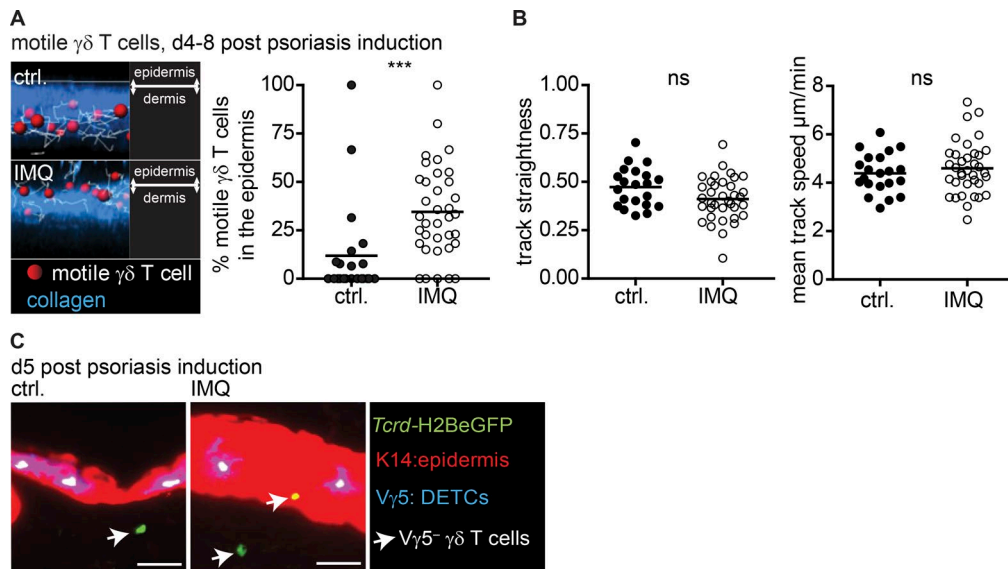 A
motile γδ T cells, d4-8 post psoriasis induction
ctrl.
epidermis
dermis
IMQ
epidermis
dermis
motile γδ T cell
collagen
% motile γδ T cells
in the epidermis
100
75
50
25
0
***
ctrl.
IMQ
B
track straightness
1.00
0.75
0.50
0.25
0.00
ns
ctrl.
IMQ
mean track speed µm/min
8
6
4
2
0
ns
ctrl.
IMQ
C
d5 post psoriasis induction
ctrl.
IMQ
Tcrd-H2BeGFP
K14:epidermis
Vγ5: DETCs
Vγ5⁻ γδ T cells